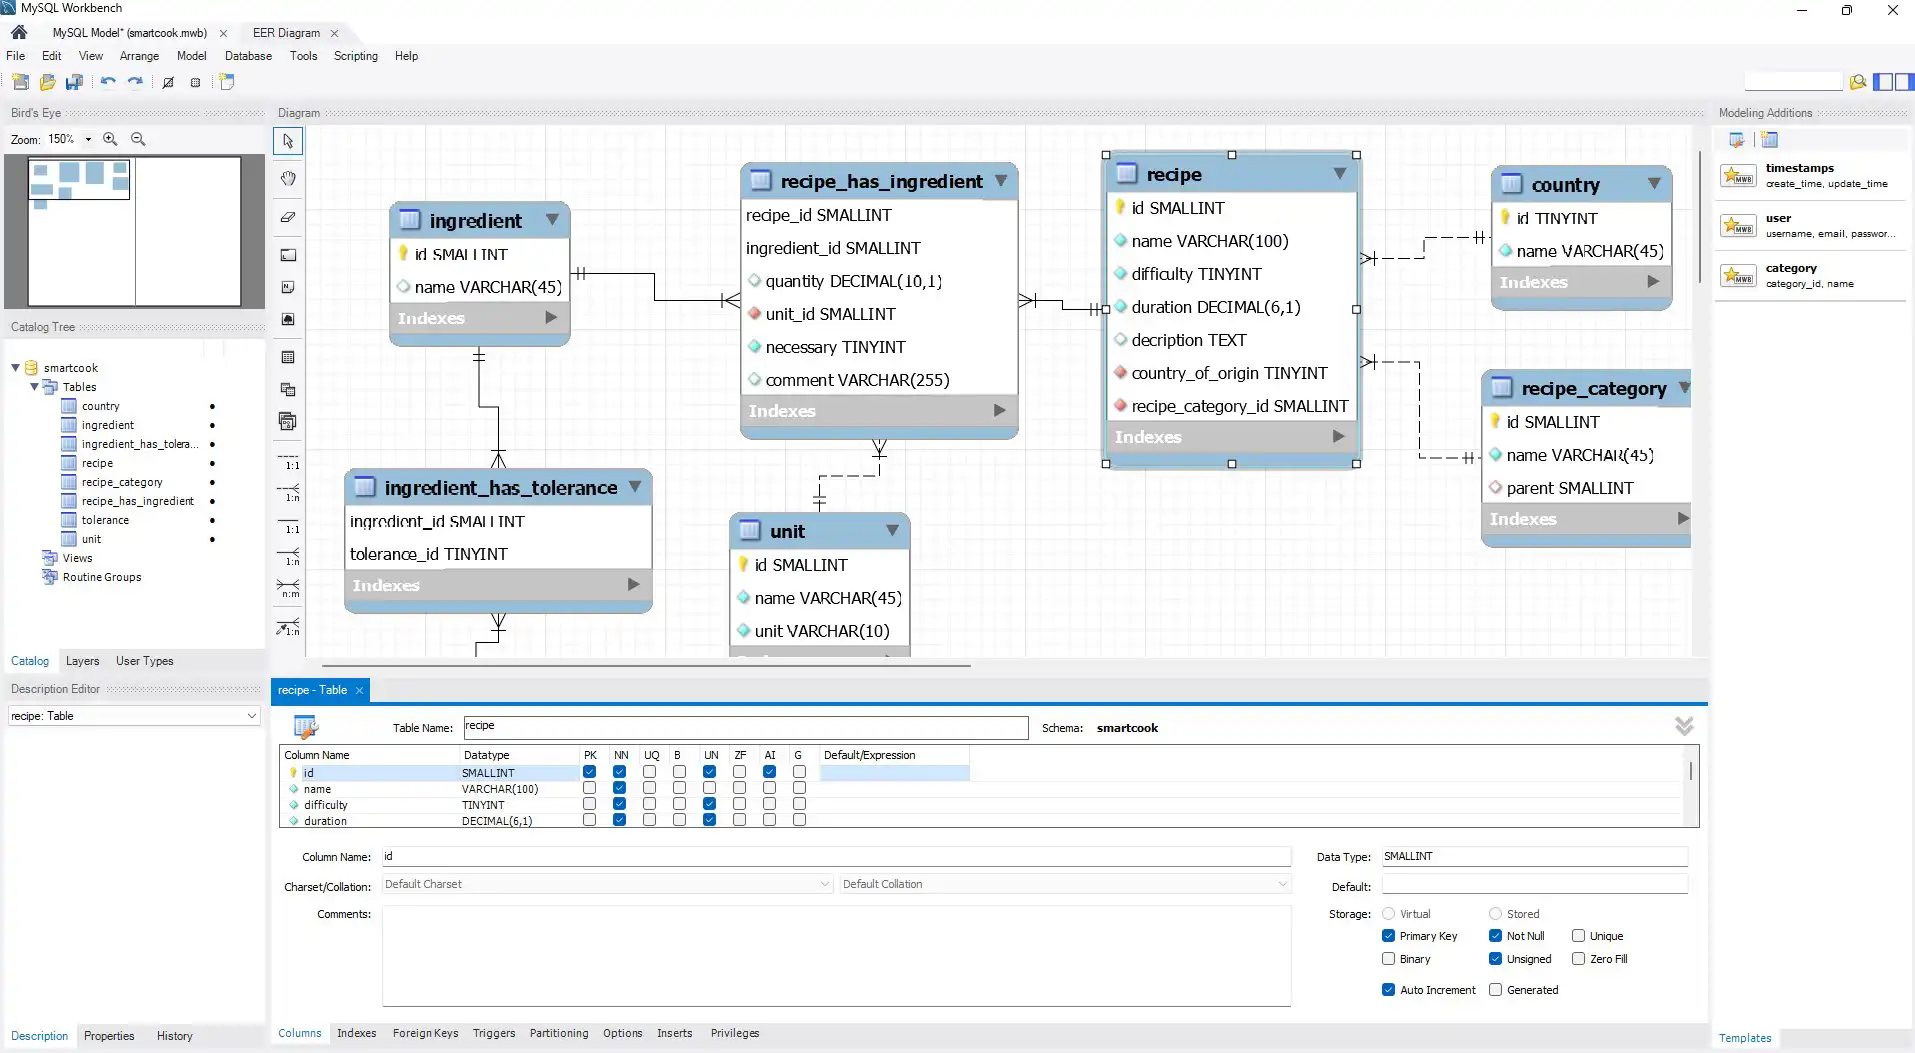 MySQL Workbench
MySQL Model* (smartcook.mwb)
EER Diagram
File Edit View Arrange Model Database Tools Scripting Help
Bird's Eye
Zoom: 150%
Diagram
Modeling Additions
timestamps
create_time, update_time
user
username, email, passwor...
category
category_id, name
Templates
Catalog Tree
smartcook
Tables
country
ingredient
ingredient_has_tolera...
recipe
recipe_category
recipe_has_ingredient
tolerance
unit
Views
Routine Groups
Catalog Layers User Types
Description Editor
recipe: Table
Description Properties History
1:1
1:n
1:1
1:n
n:m
1:n
ingredient
id SMALLINT
name VARCHAR(45)
Indexes
recipe_has_ingredient
recipe_id SMALLINT
ingredient_id SMALLINT
quantity DECIMAL(10,1)
unit_id SMALLINT
necessary TINYINT
comment VARCHAR(255)
Indexes
recipe
id SMALLINT
name VARCHAR(100)
difficulty TINYINT
duration DECIMAL(6,1)
decription TEXT
country_of_origin TINYINT
recipe_category_id SMALLINT
Indexes
country
id TINYINT
name VARCHAR(45)
Indexes
recipe_category
id SMALLINT
name VARCHAR(45)
parent SMALLINT
Indexes
ingredient_has_tolerance
ingredient_id SMALLINT
tolerance_id TINYINT
Indexes
unit
id SMALLINT
name VARCHAR(45)
unit VARCHAR(10)
recipe - Table
Table Name: recipe Schema: smartcook
Column Name Datatype PK NN UQ B UN ZF AI G Default/Expression
id SMALLINT
name VARCHAR(100)
difficulty TINYINT
duration DECIMAL(6,1)
Column Name: id Data Type: SMALLINT
Charset/Collation: Default Charset Default Collation Default:
Comments: Storage: Virtual Stored
Primary Key Not Null Unique
Binary Unsigned Zero Fill
Auto Increment Generated
Columns Indexes Foreign Keys Triggers Partitioning Options Inserts Privileges